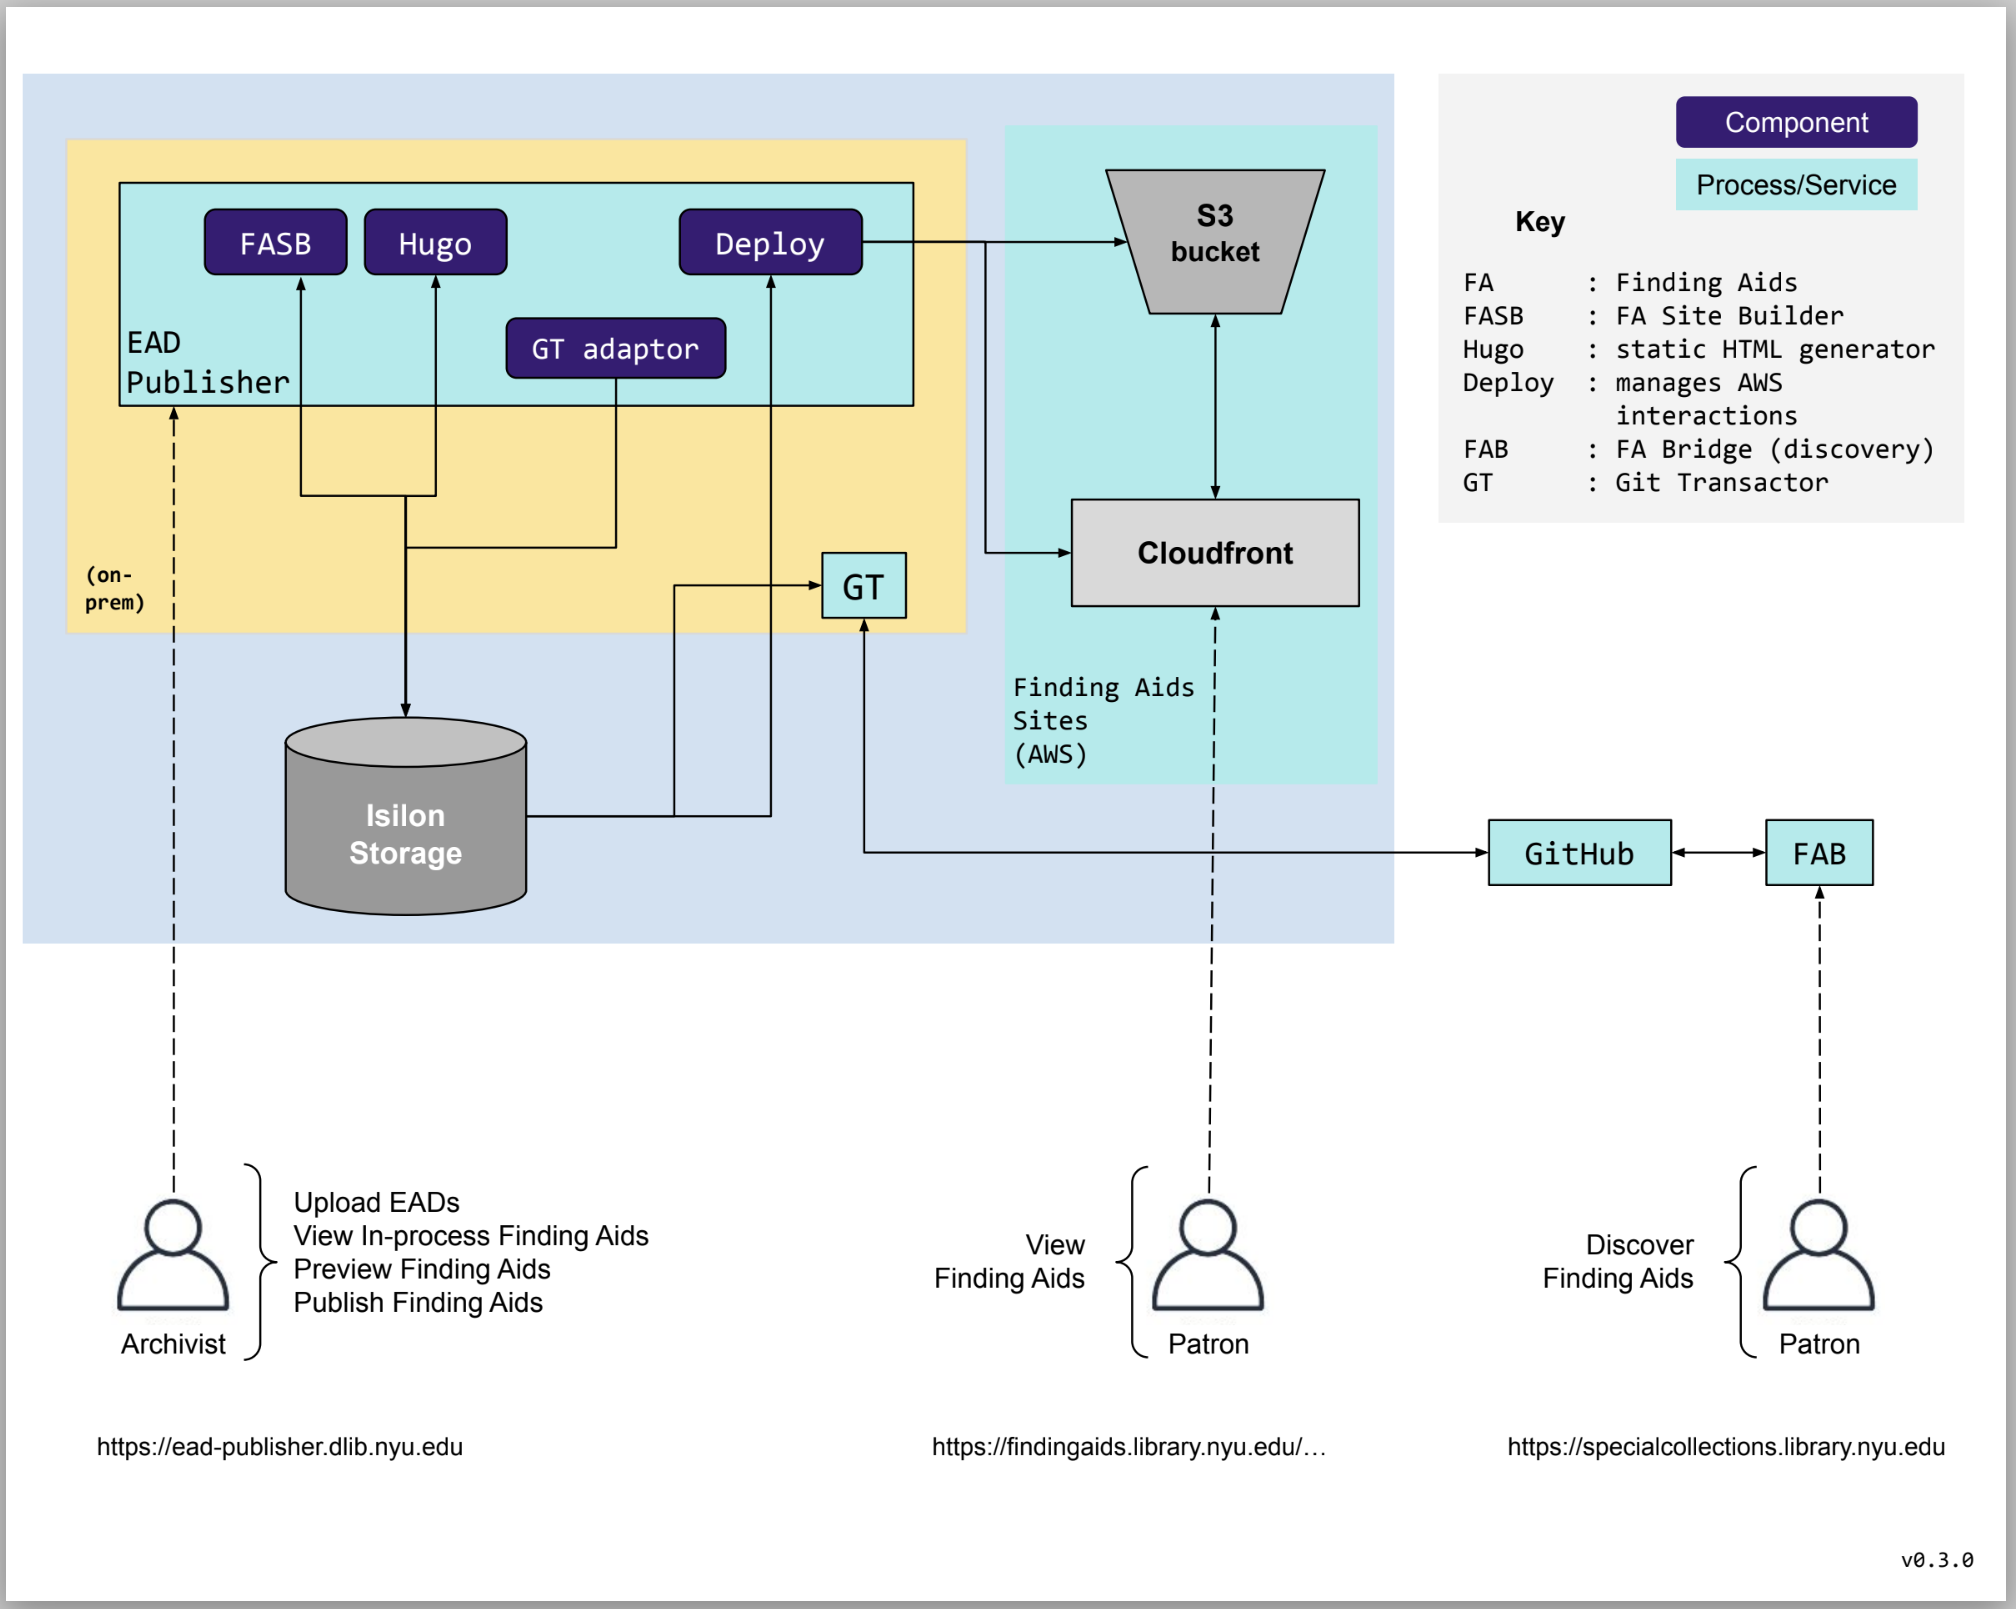 Component
Process/Service
Key
FA : Finding Aids
FASB : FA Site Builder
Hugo : static HTML generator
Deploy : manages AWS
interactions
FAB : FA Bridge (discovery)
GT : Git Transactor
FASB
Hugo
Deploy
GT adaptor
EAD
Publisher
(on-
prem)
GT
S3
bucket
Cloudfront
Finding Aids
Sites
(AWS)
Isilon
Storage
GitHub
FAB
Upload EADs
View In-process Finding Aids
Preview Finding Aids
Publish Finding Aids
Archivist
View
Finding Aids
Patron
Discover
Finding Aids
Patron
https://ead-publisher.dlib.nyu.edu
https://findingaids.library.nyu.edu/…
https://specialcollections.library.nyu.edu
v0.3.0